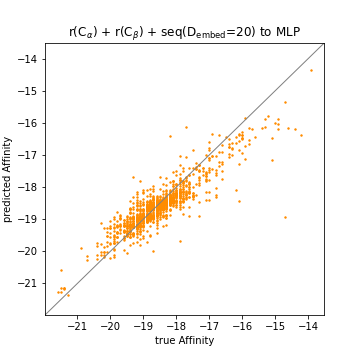 r(Cα) + r(Cβ) + seq(Dembed=20) to MLP
−14
−15
−16
−17
−18
−19
−20
−21
predicted Affinity
−21 −20 −19 −18 −17 −16 −15 −14
true Affinity